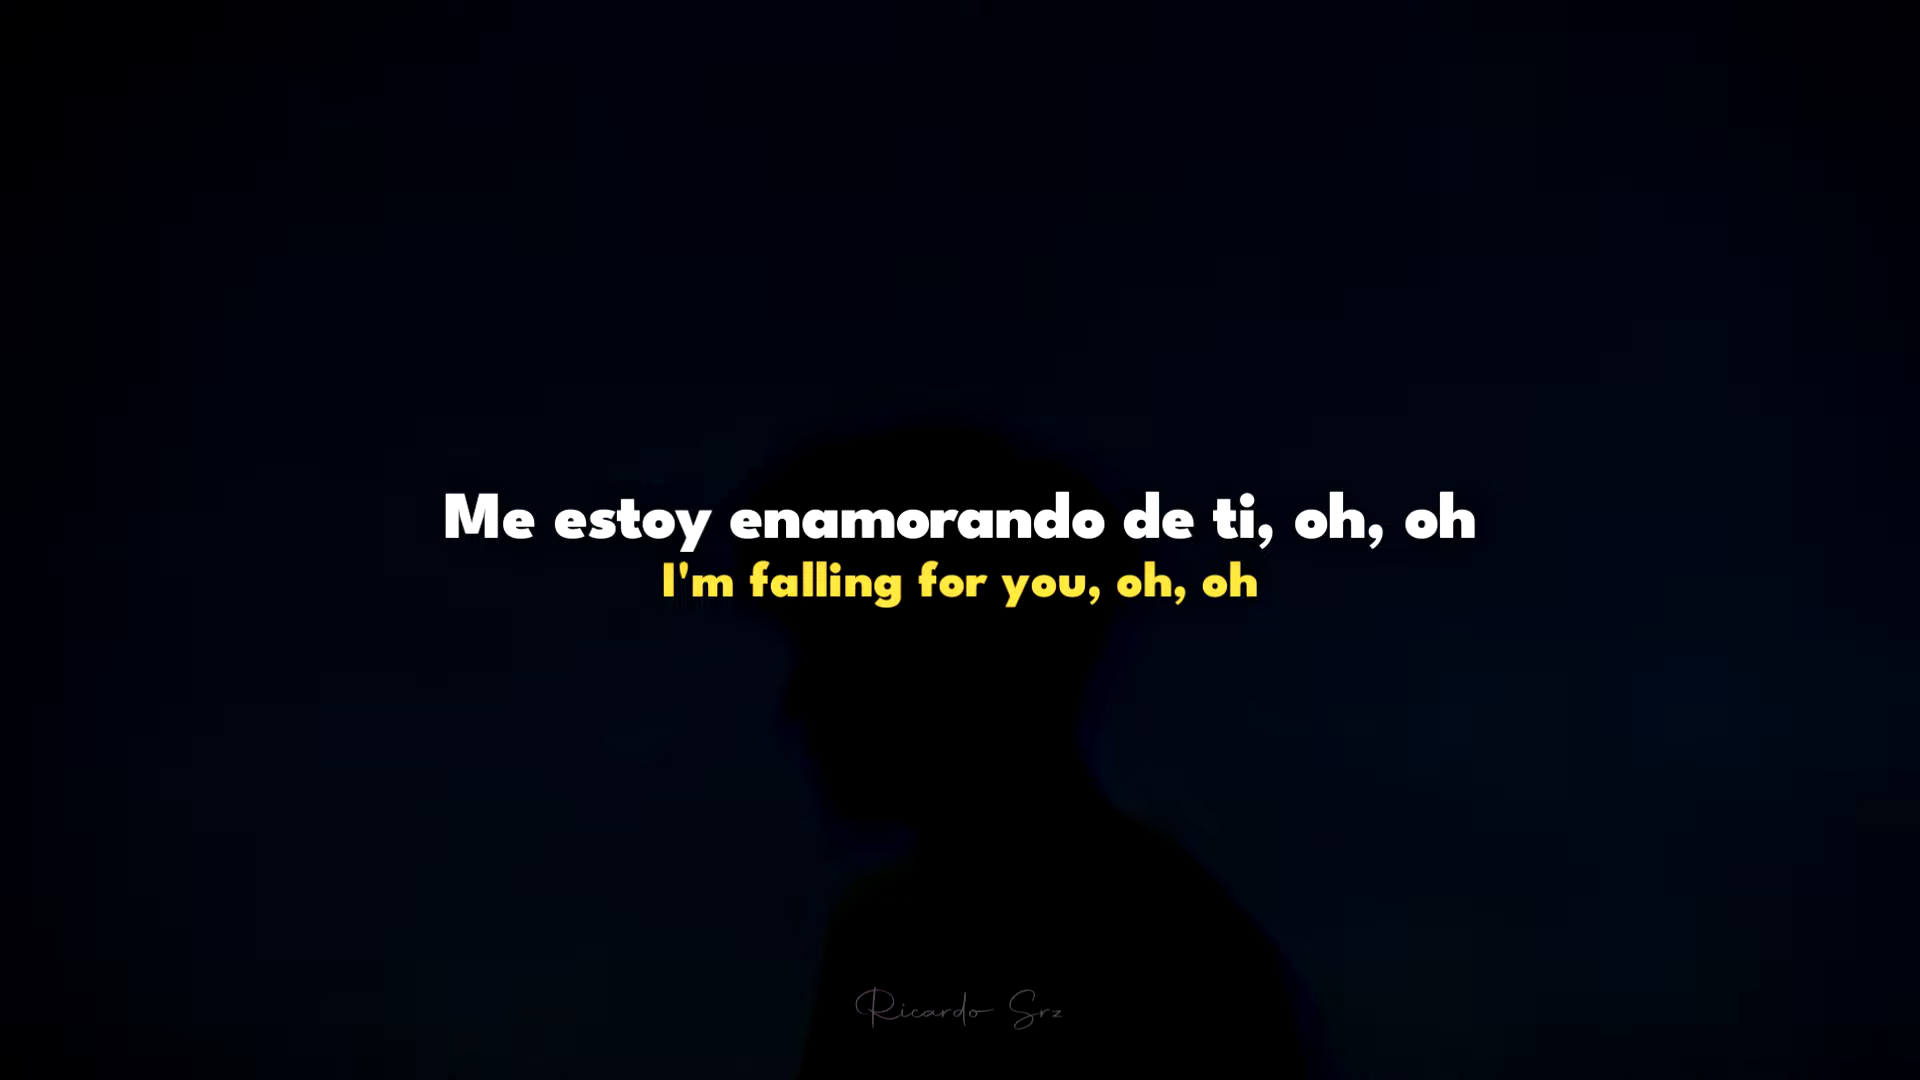 Me estoy enamorando de ti, oh, oh
I'm falling for you, oh, oh
Ricardo Srz